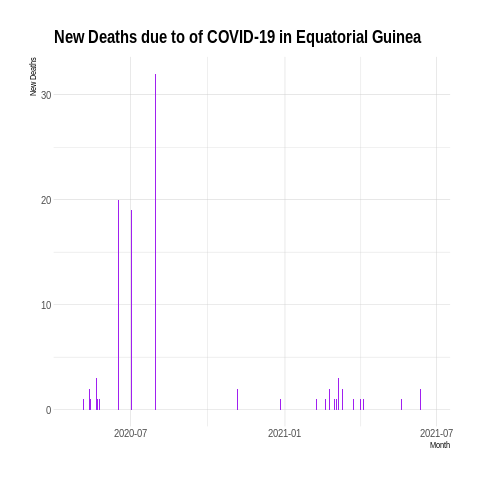 New Deaths due to of COVID-19 in Equatorial Guinea
New Deaths
30
20
10
0
2020-07
2021-01
2021-07
Month